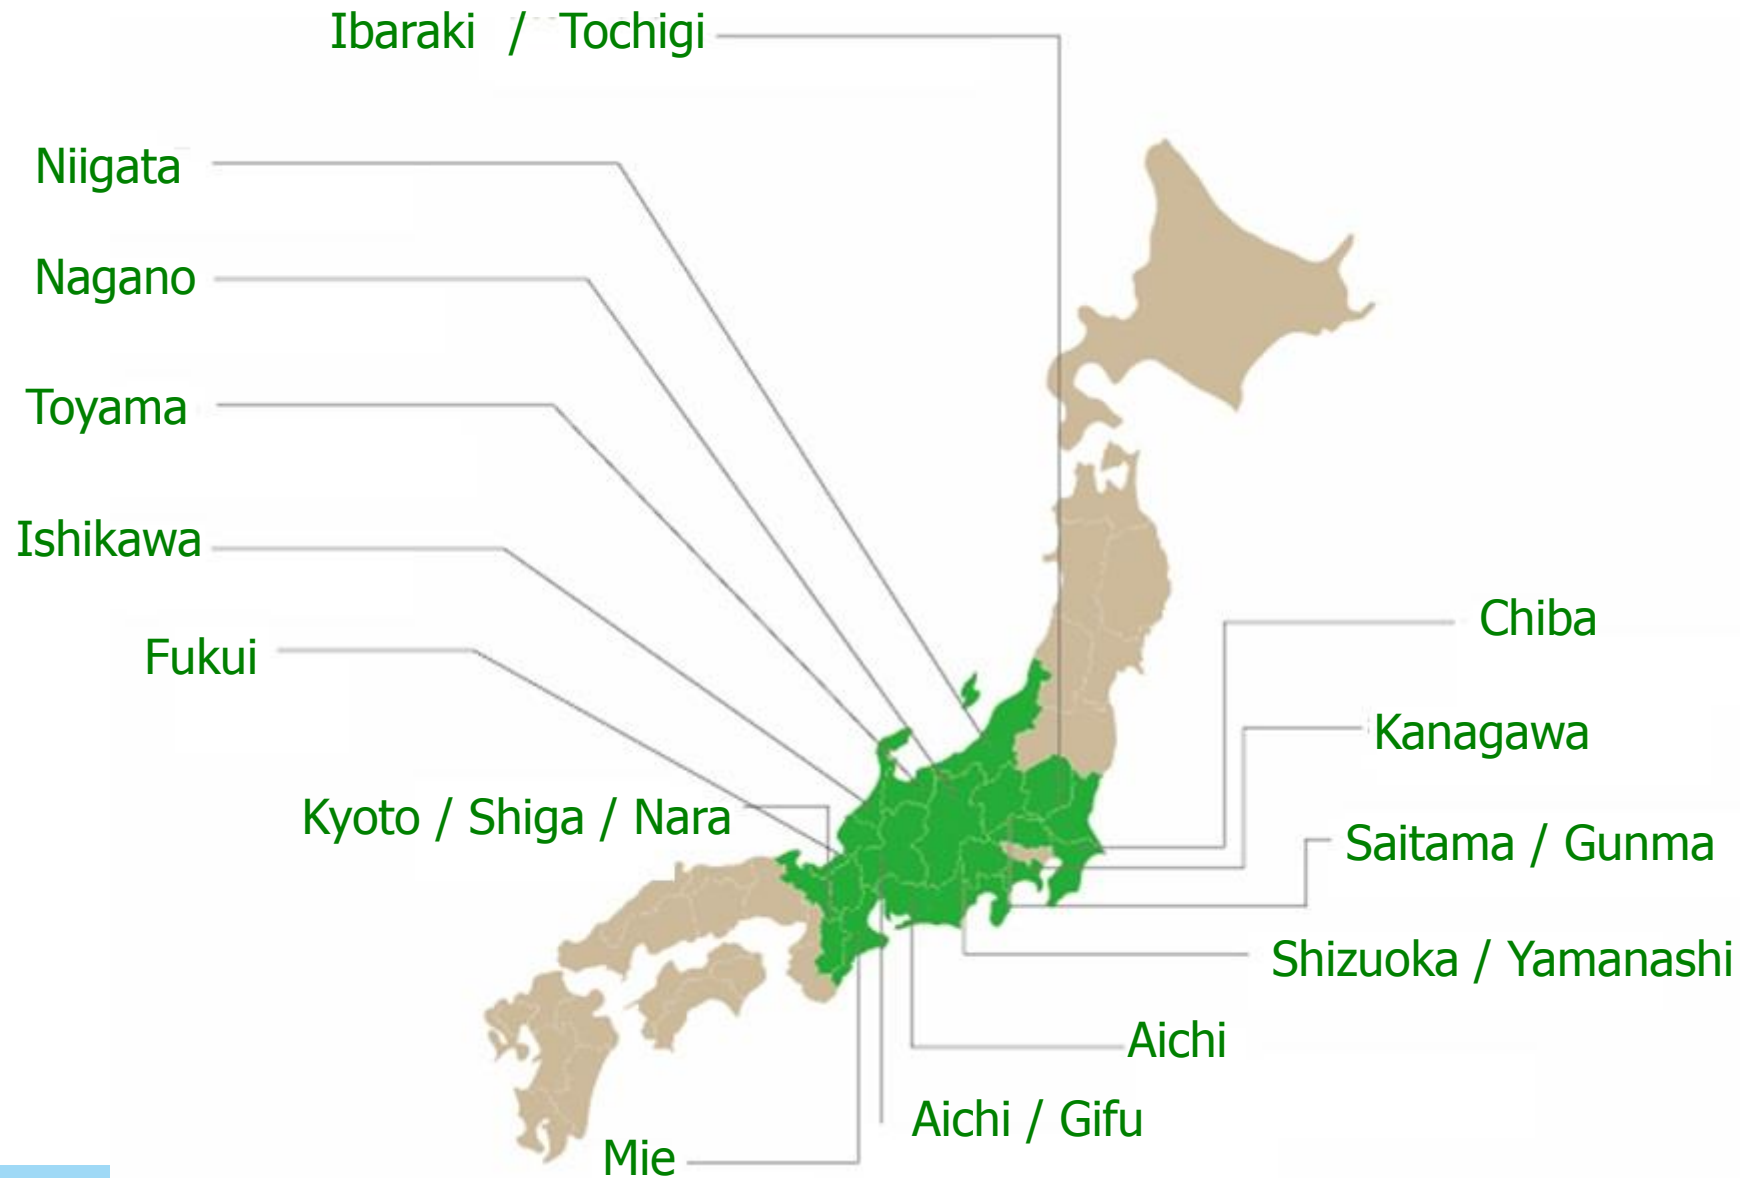 Ibaraki / Tochigi
Niigata
Nagano
Toyama
Ishikawa
Fukui
Chiba
Kanagawa
Kyoto / Shiga / Nara
Saitama / Gunma
Shizuoka / Yamanashi
Aichi
Aichi / Gifu
Mie